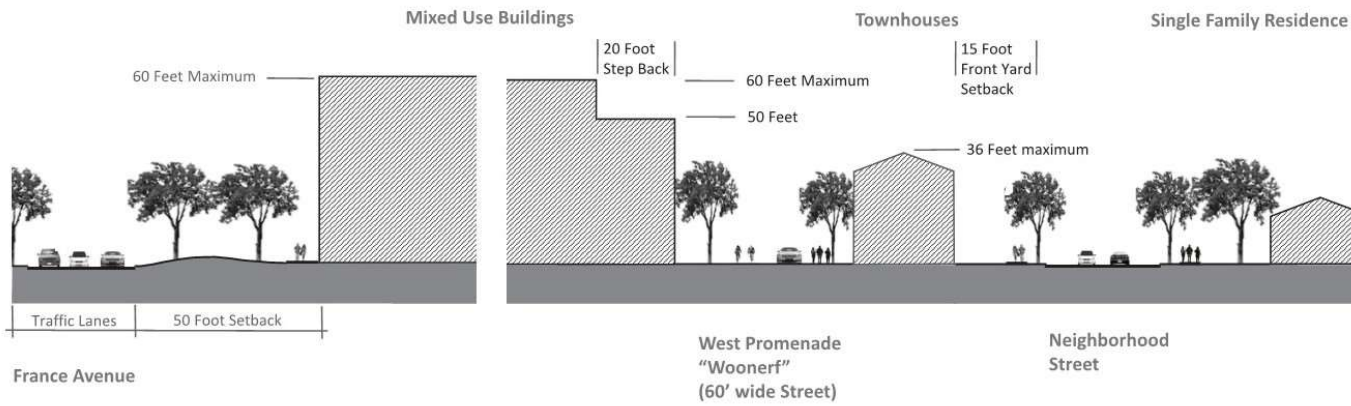 Mixed Use Buildings
Townhouses
Single Family Residence
20 Foot
Step Back
15 Foot
Front Yard
Setback
60 Feet Maximum
60 Feet Maximum
50 Feet
36 Feet maximum
Traffic Lanes
50 Foot Setback
France Avenue
West Promenade
“Woonerf”
(60’ wide Street)
Neighborhood
Street